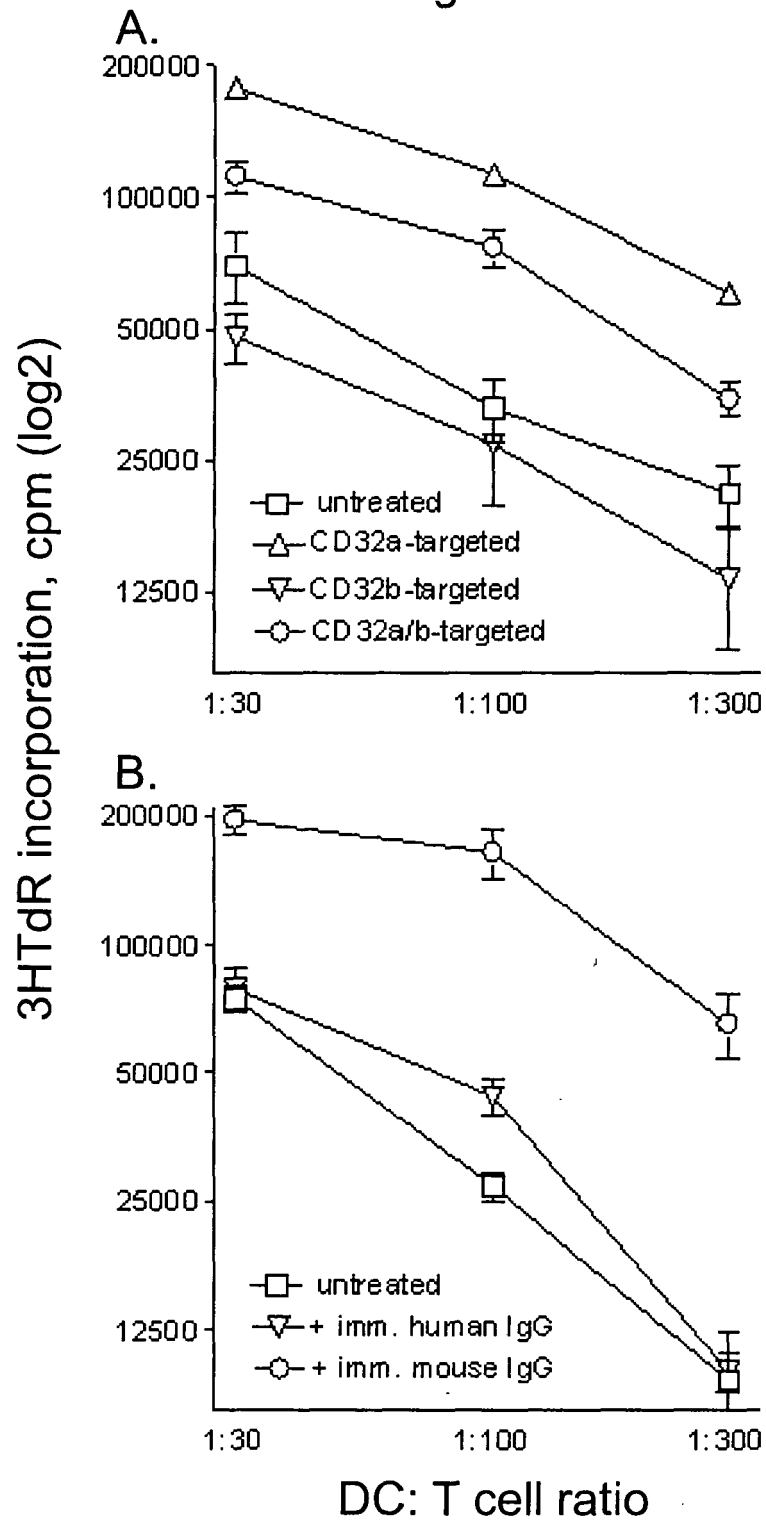 A.
200000
100000
50000
25000
12500
untreated
CD32a-targeted
CD32b-targeted
CD32a/b-targeted
1:30 1:100 1:300
3HTdR incorporation, cpm (log2)
B.
200000
100000
50000
25000
12500
untreated
+ imm. human IgG
+ imm. mouse IgG
1:30 1:100 1:300
DC: T cell ratio